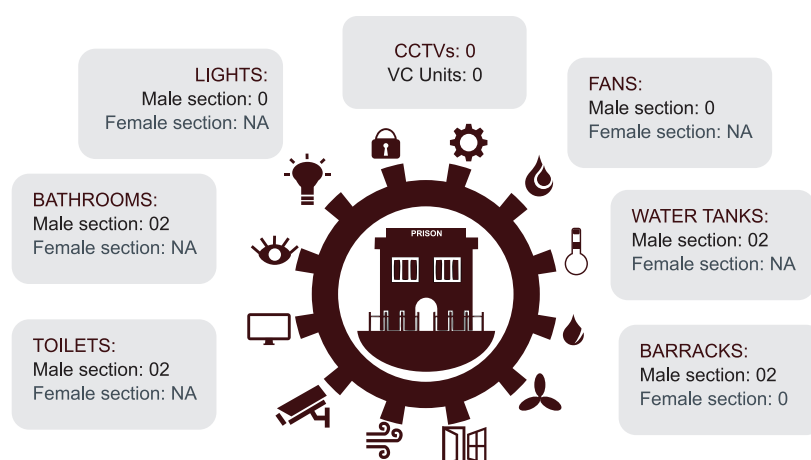 CCTVs: 0
VC Units: 0
LIGHTS:
Male section: 0
Female section: NA
FANS:
Male section: 0
Female section: NA
BATHROOMS:
Male section: 02
Female section: NA
WATER TANKS:
Male section: 02
Female section: NA
PRISON
TOILETS:
Male section: 02
Female section: NA
BARRACKS:
Male section: 02
Female section: 0